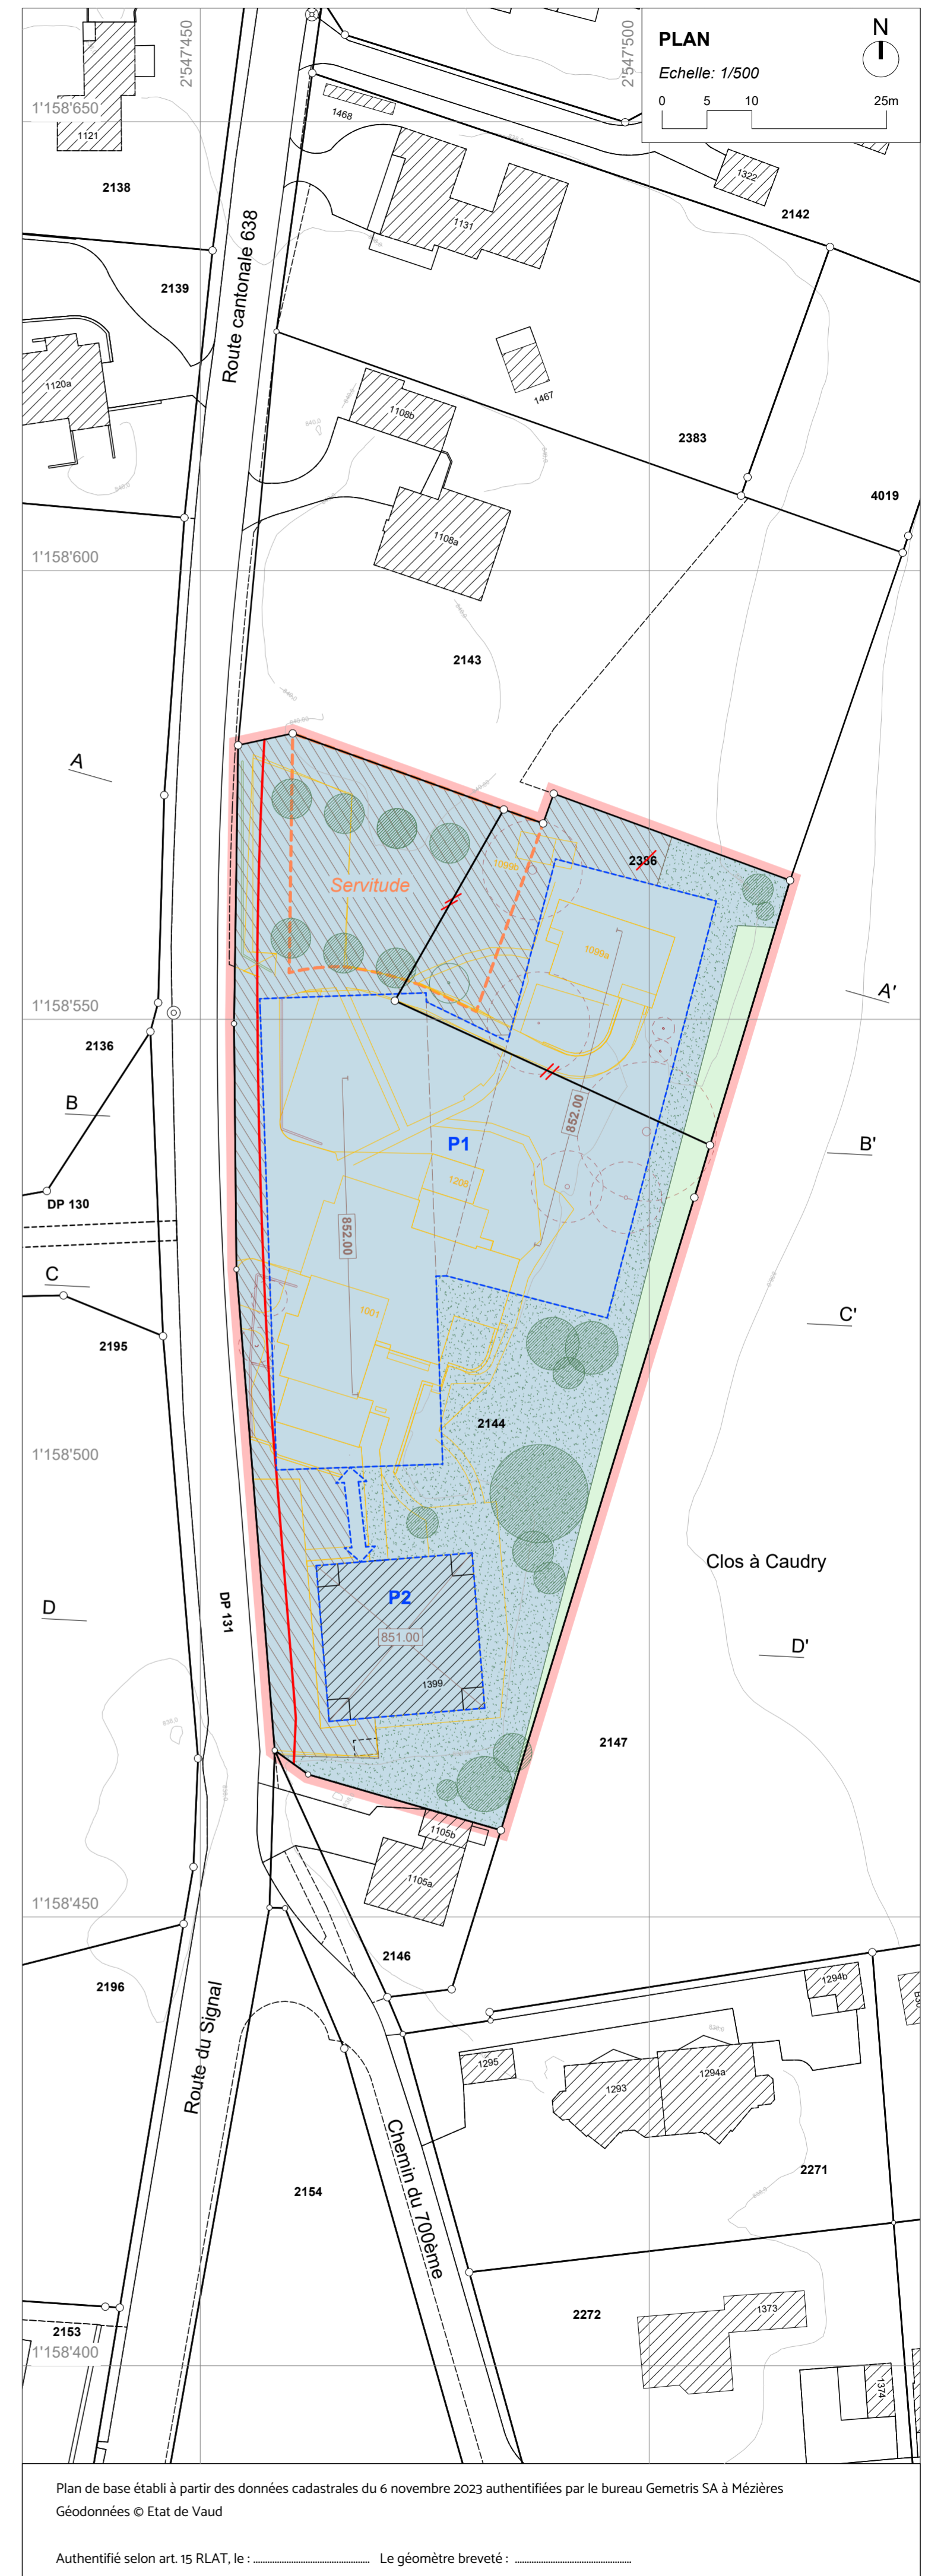 PLAN
Echelle: 1/500
N
0 5 10 25m
2'547'450
2'547'500
1'158'650
1121
1468
2138
1131
1322
2142
Route cantonale 638
2139
1120a
1467
1108b
2383
4019
1108a
1'158'600
2143
A
2386
1099b
Servitude
1099a
A'
1'158'550
2136
B
852.00
P1
B'
DP 130
1208
852.00
C
1001
C'
2195
2144
1'158'500
Clos à Caudry
P2
D
DP 131
851.00
D'
1399
2147
1105b
1105a
1'158'450
2146
2196
1294b
Route du Signal
1295
1293
1294a
Chemin du 700ème
2271
2154
2272
1373
2153
1'158'400
1374
Plan de base établi à partir des données cadastrales du 6 novembre 2023 authentifiées par le bureau Gemetris SA à Mézières
Géodonnées © Etat de Vaud
Authentifié selon art. 15 RLAT, le : .......... Le géomètre breveté : ..........